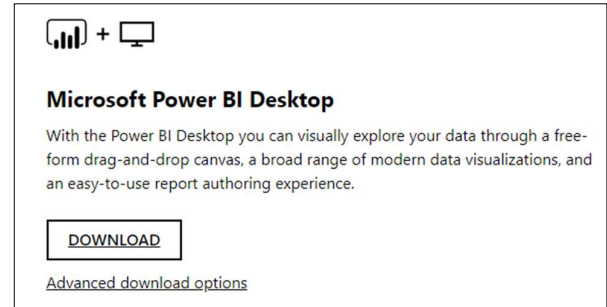 Microsoft Power BI Desktop
With the Power BI Desktop you can visually explore your data through a free-
form drag-and-drop canvas, a broad range of modern data visualizations, and
an easy-to-use report authoring experience.
DOWNLOAD
Advanced download options